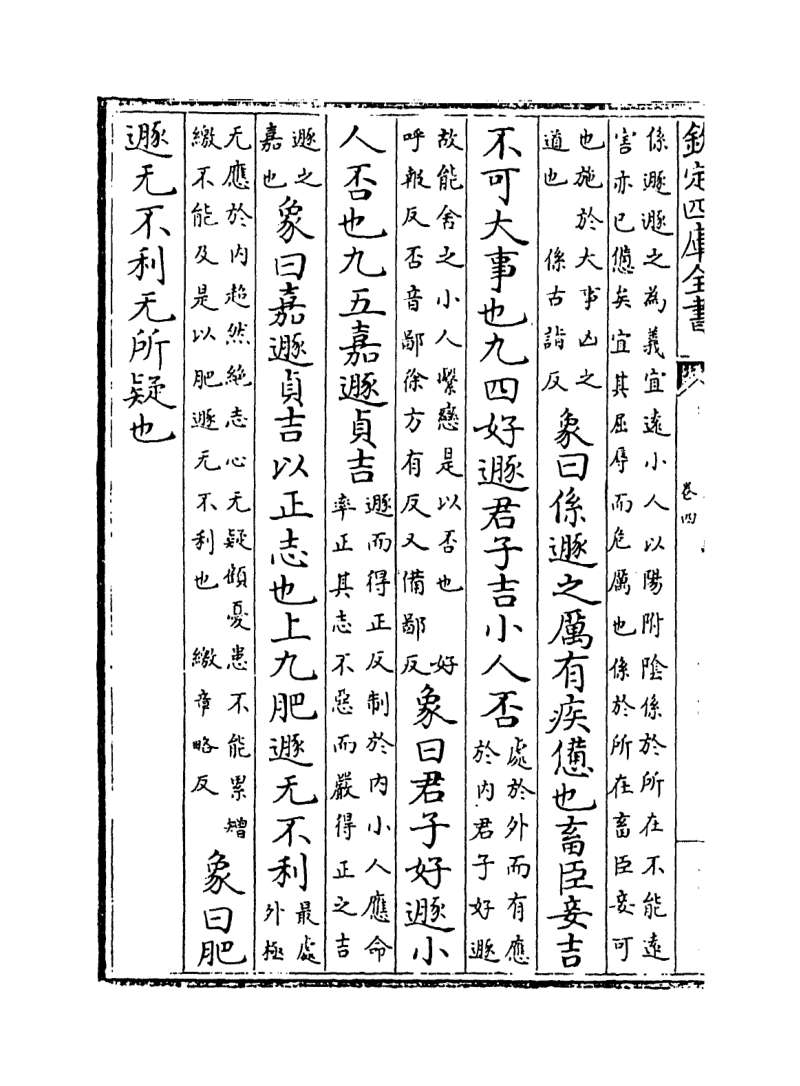 欽定四庫全書
卷四
係遯遯之為義宜遠小人以陽附隂係於所在不能遠
害亦已憊矣宜其屈辱而危厲也係於所在畜臣妾可
也施於大事凶之
道也　係古詣反
象曰係遯之厲有疾憊也畜臣妾吉
不可大事也九四好遯君子吉小人否
處於外而有應
於内君子好遯
故能舍之小人繫戀是以否也　好
呼報反否音鄙徐方有反又備鄙反
象曰君子好遯小
人否也九五嘉遯貞吉
遯而得正反制於内小人應命
率正其志不惡而嚴得正之吉
遯之
嘉也
象曰嘉遯貞吉以正志也上九肥遯无不利
最處
外極
无應於内超然絶志心无疑顧憂患不能累矰
繳不能及是以肥遯无不利也　繳章略反
象曰肥
遯无不利无所疑也